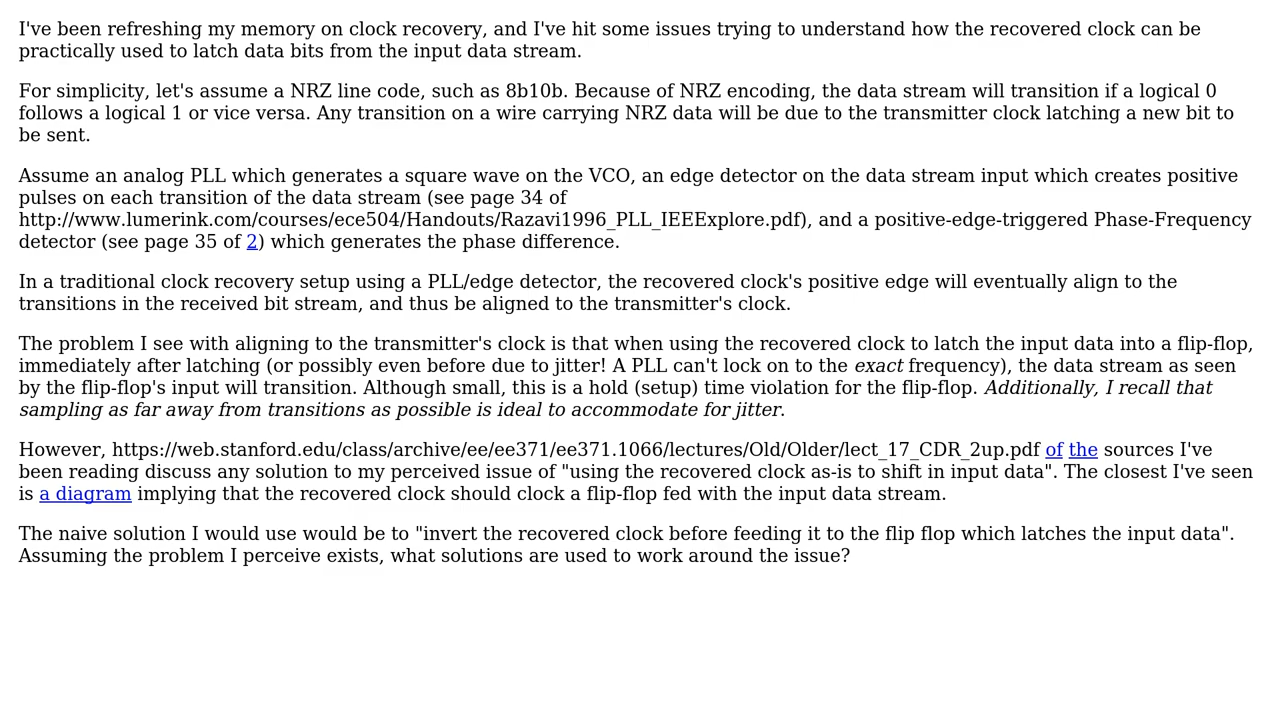 I've been refreshing my memory on clock recovery, and I've hit some issues trying to understand how the recovered clock can be
practically used to latch data bits from the input data stream.
For simplicity, let's assume a NRZ line code, such as 8b10b. Because of NRZ encoding, the data stream will transition if a logical 0
follows a logical 1 or vice versa. Any transition on a wire carrying NRZ data will be due to the transmitter clock latching a new bit to
be sent.
Assume an analog PLL which generates a square wave on the VCO, an edge detector on the data stream input which creates positive
pulses on each transition of the data stream (see page 34 of
http://www.lumerink.com/courses/ece504/Handouts/Razavi1996_PLL_IEEExplore.pdf), and a positive-edge-triggered Phase-Frequency
detector (see page 35 of 2) which generates the phase difference.
In a traditional clock recovery setup using a PLL/edge detector, the recovered clock's positive edge will eventually align to the
transitions in the received bit stream, and thus be aligned to the transmitter's clock.
The problem I see with aligning to the transmitter's clock is that when using the recovered clock to latch the input data into a flip-flop,
immediately after latching (or possibly even before due to jitter! A PLL can't lock on to the exact frequency), the data stream as seen
by the flip-flop's input will transition. Although small, this is a hold (setup) time violation for the flip-flop. Additionally, I recall that
sampling as far away from transitions as possible is ideal to accommodate for jitter.
However, https://web.stanford.edu/class/archive/ee/ee371/ee371.1066/lectures/Old/Older/lect_17_CDR_2up.pdf of the sources I've
been reading discuss any solution to my perceived issue of "using the recovered clock as-is to shift in input data". The closest I've seen
is a diagram implying that the recovered clock should clock a flip-flop fed with the input data stream.
The naive solution I would use would be to "invert the recovered clock before feeding it to the flip flop which latches the input data".
Assuming the problem I perceive exists, what solutions are used to work around the issue?